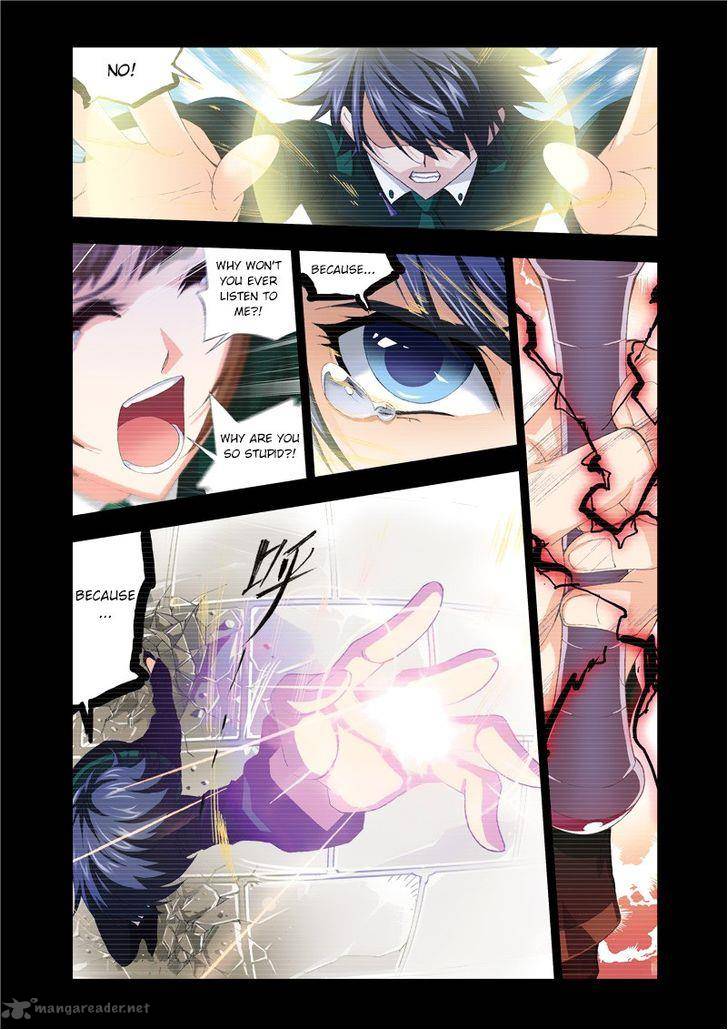 NO!
WHY WON'T
YOU EVER
LISTEN TO
ME?!
BECAUSE...
WHY ARE YOU
SO STUPID?!
BECAUSE
...
呼
mangareader.net